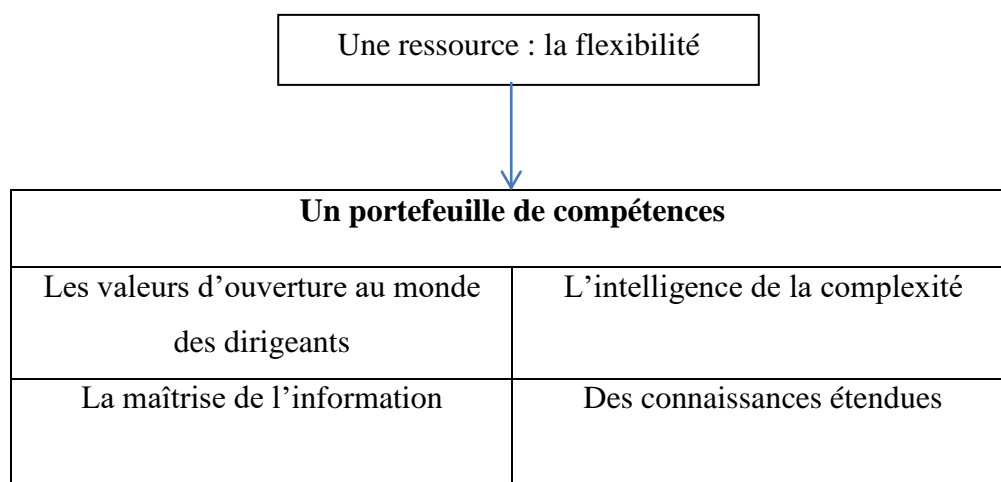 Une ressource : la flexibilité
Un portefeuille de compétences
Les valeurs d’ouverture au monde
des dirigeants
L’intelligence de la complexité
La maîtrise de l’information
Des connaissances étendues